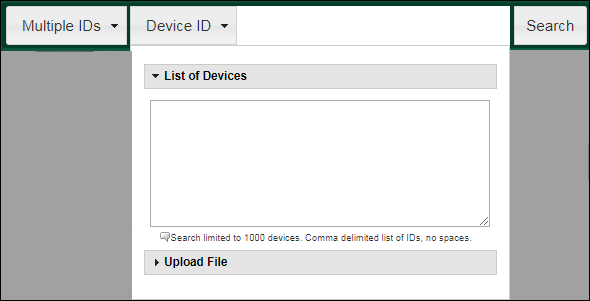 Multiple IDs Device ID Search
List of Devices
Search limited to 1000 devices. Comma delimited list of IDs, no spaces.
Upload File